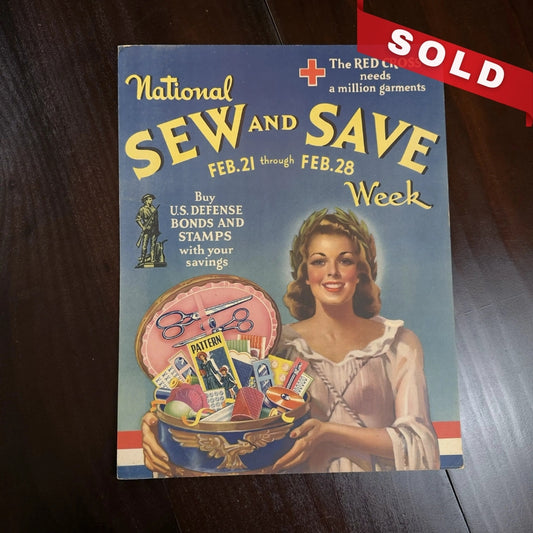 SOLD
The RED CROSS
needs
a million garments
National
SEW AND SAVE
FEB.21 through FEB.28
Week
Buy
U.S. DEFENSE
BONDS AND
STAMPS
with your
savings
PATTERN